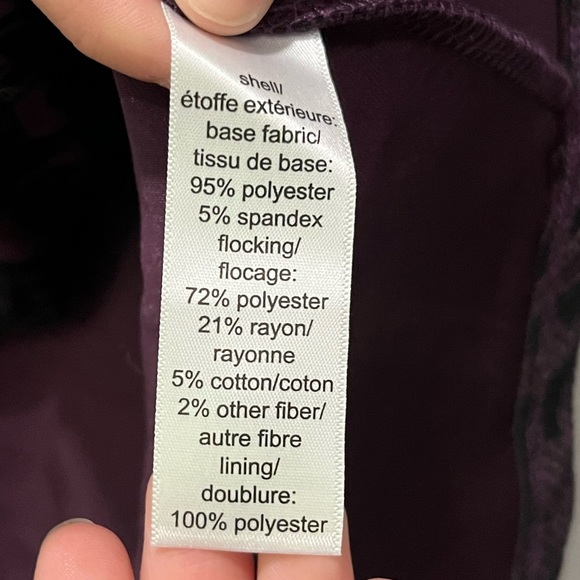 shell/
étoffe extérieure:
base fabric/
tissu de base:
95% polyester
5% spandex
flocking/
flocage:
72% polyester
21% rayon/
rayonne
5% cotton/coton
2% other fiber/
autre fibre
lining/
doublure:
100% polyester